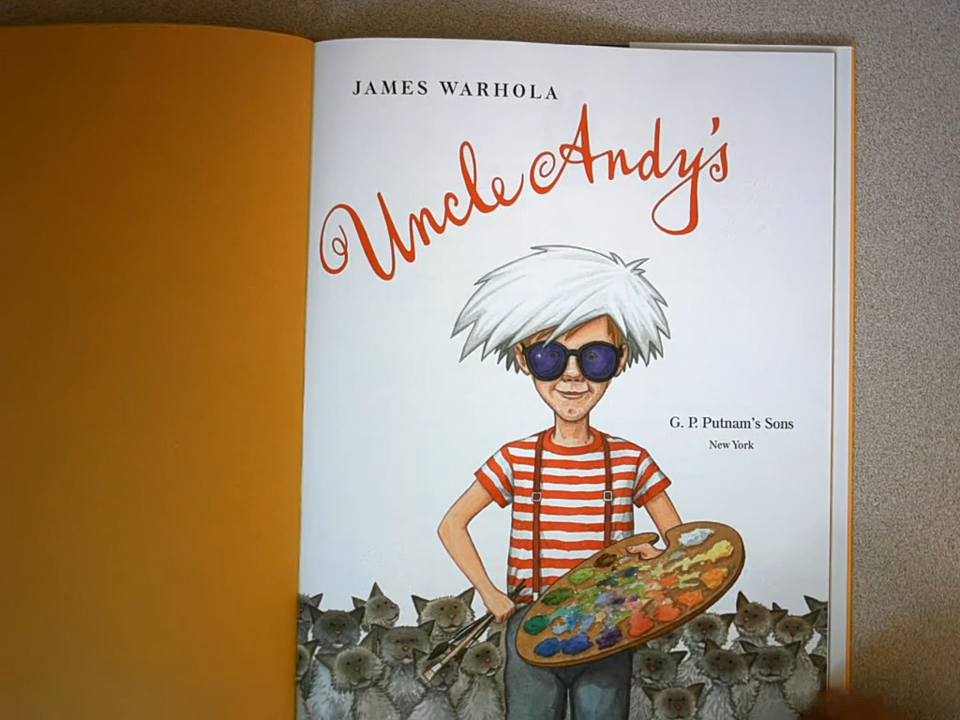 JAMES WARHOLA
Uncle Andy's
G. P. Putnam's Sons
New York